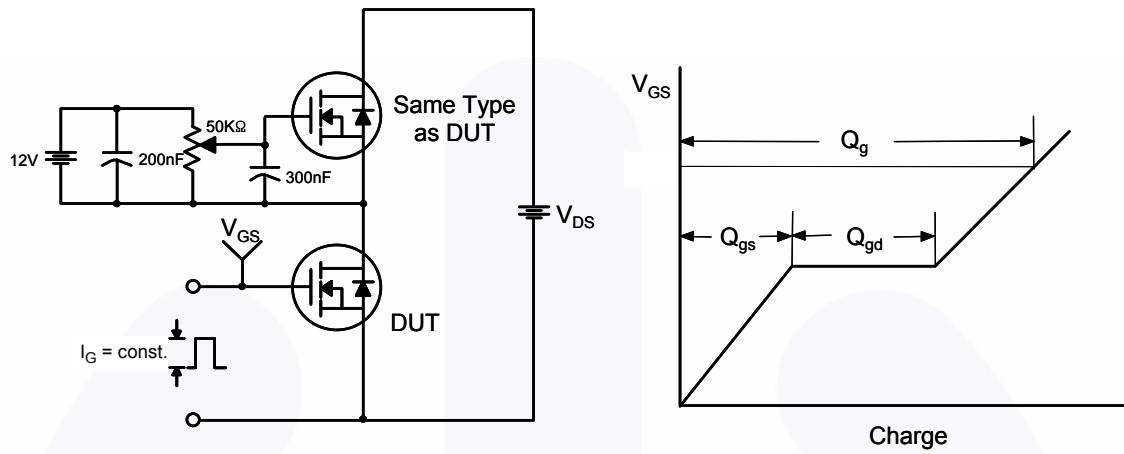 Same Type
as DUT
50KΩ
12V
200nF
300nF
V_GS
V_DS
DUT
I_G = const.
V_GS
Q_g
Q_gs
Q_gd
Charge